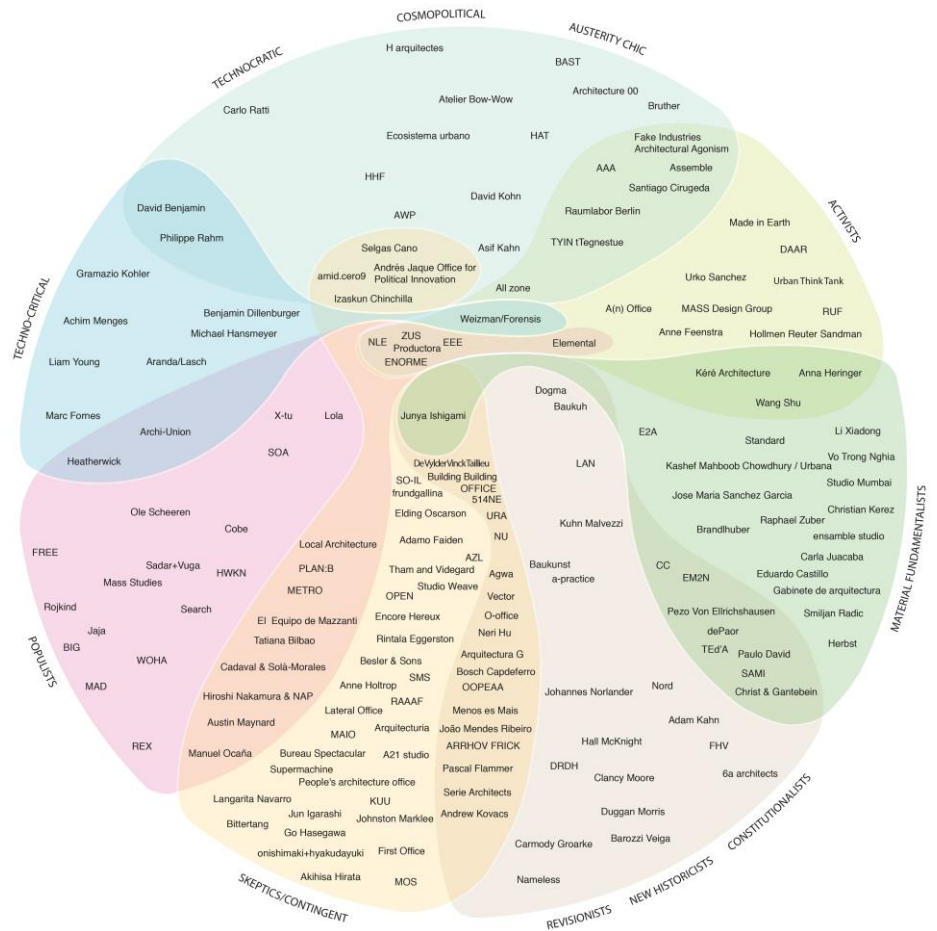 COSMOPOLITICAL
TECHNOCRATIC
AUSTERITY CHIC
H arquitectes
BAST
Architecture 00
Carlo Ratti
Atelier Bow-Wow
Bruther
Ecosistema urbano
HAT
Fake Industries
Architectural Agonism
AAA
Assemble
HHF
Santiago Cirugeda
David Kohn
David Benjamin
AWP
Raumlabor Berlin
Made in Earth
ACTIVISTS
Philippe Rahm
TYIN tTegnestue
DAAR
Selgas Cano
Asif Kahn
Gramazio Kohler
amid.cero9
Andrés Jaque Office for
Political Innovation
Urko Sanchez
Urban Think Tank
All zone
Izaskun Chinchilla
TECHNO-CRITICAL
Benjamin Dillenburger
A(n) Office
MASS Design Group
RUF
Achim Menges
Weizman/Forensis
Michael Hansmeyer
Anne Feenstra
Hollmen Reuter Sandman
ZUS
NLE
EEE
Productora
Elemental
Liam Young
Aranda/Lasch
ENORME
Kéré Architecture
Anna Heringer
Dogma
Wang Shu
Marc Fornes
X-tu
Lola
Junya Ishigami
Baukuh
Archi-Union
E2A
Li Xiadong
Standard
SOA
Heatherwick
DeVylderVinckTaillieu
LAN
Kashef Mahboob Chowdhury / Urbana
Vo Trong Nghia
SO-IL
Building Building
Studio Mumbai
frundgallina
OFFICE
514NE
Jose Maria Sanchez Garcia
Ole Scheeren
Elding Oscarson
URA
Christian Kerez
Kuhn Malvezzi
Raphael Zuber
Cobe
Brandlhuber
ensamble studio
MATERIAL FUNDAMENTALISTS
FREE
Local Architecture
Adamo Faiden
NU
Carla Juacaba
AZL
Sadar+Vuga
HWKN
PLAN:B
Tham and Videgard
Agwa
Baukunst
CC
Eduardo Castillo
Mass Studies
METRO
Studio Weave
a-practice
EM2N
Gabinete de arquitectura
OPEN
Vector
Rojkind
Search
Encore Hereux
O-office
Pezo Von Ellrichshausen
Smiljan Radic
El Equipo de Mazzanti
Jaja
Neri Hu
dePaor
POPULISTS
Tatiana Bilbao
Rintala Eggerston
Herbst
BIG
TEd'A
Paulo David
WOHA
Besler & Sons
Arquitectura G
Cadaval & Solà-Morales
SMS
Bosch Capdeferro
SAMI
MAD
Anne Holtrop
OOPEAA
Johannes Norlander
Nord
Christ & Gantebein
Hiroshi Nakamura & NAP
RAAAF
Lateral Office
Menos es Mais
Austin Maynard
MAIO
Arquitecturia
João Mendes Ribeiro
Adam Kahn
REX
ARRHOV FRICK
Hall McKnight
FHV
Manuel Ocaña
Bureau Spectacular
A21 studio
Supermachine
Pascal Flammer
DRDH
6a architects
People's architecture office
Clancy Moore
Serie Architects
Langarita Navarro
KUU
CONSTITUTIONALISTS
Bittertang
Jun Igarashi
Johnston Marklee
Andrew Kovacs
Duggan Morris
Go Hasegawa
Carmody Groarke
Barozzi Veiga
onishimaki+hyakudayuki
First Office
Akihisa Hirata
MOS
Nameless
SKEPTICS/CONTINGENT
NEW HISTORICISTS
REVISIONISTS